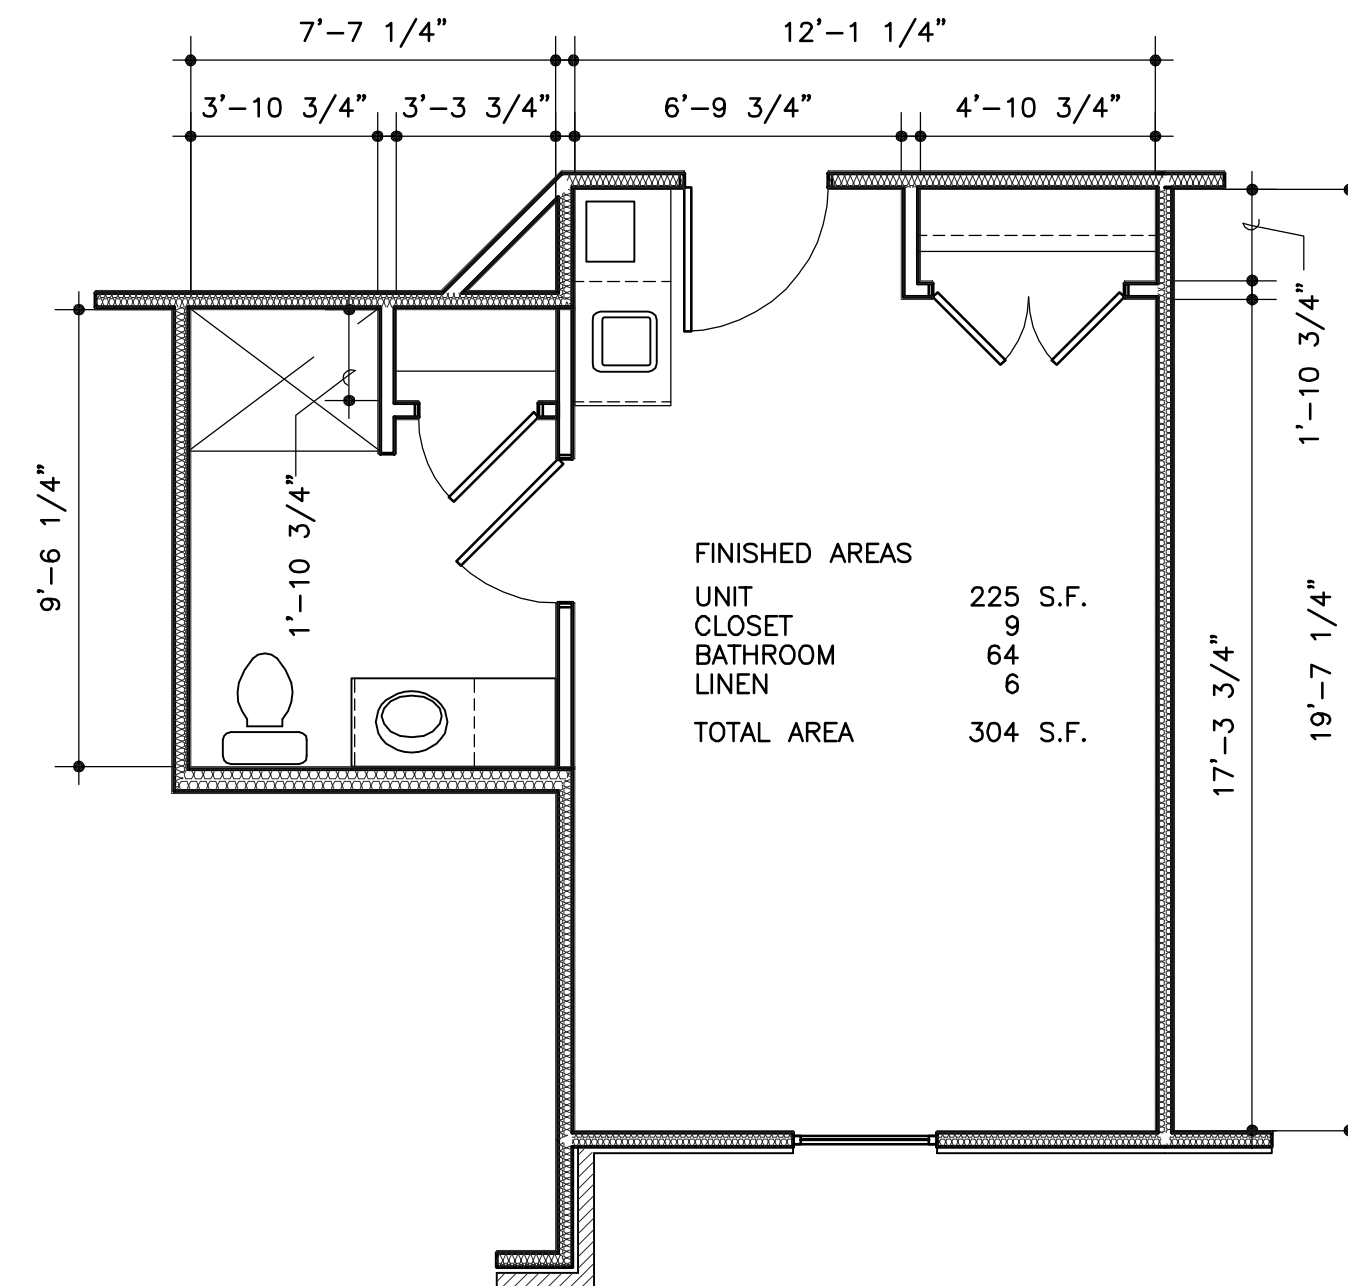 7'-7 1/4" 12'-1 1/4"
3'-10 3/4" 3'-3 3/4" 6'-9 3/4" 4'-10 3/4"
1'-10 3/4"
9'-6 1/4"
1'-10 3/4"
FINISHED AREAS
UNIT 225 S.F.
CLOSET 9
BATHROOM 64
LINEN 6
TOTAL AREA 304 S.F.
17'-3 3/4"
19'-7 1/4"